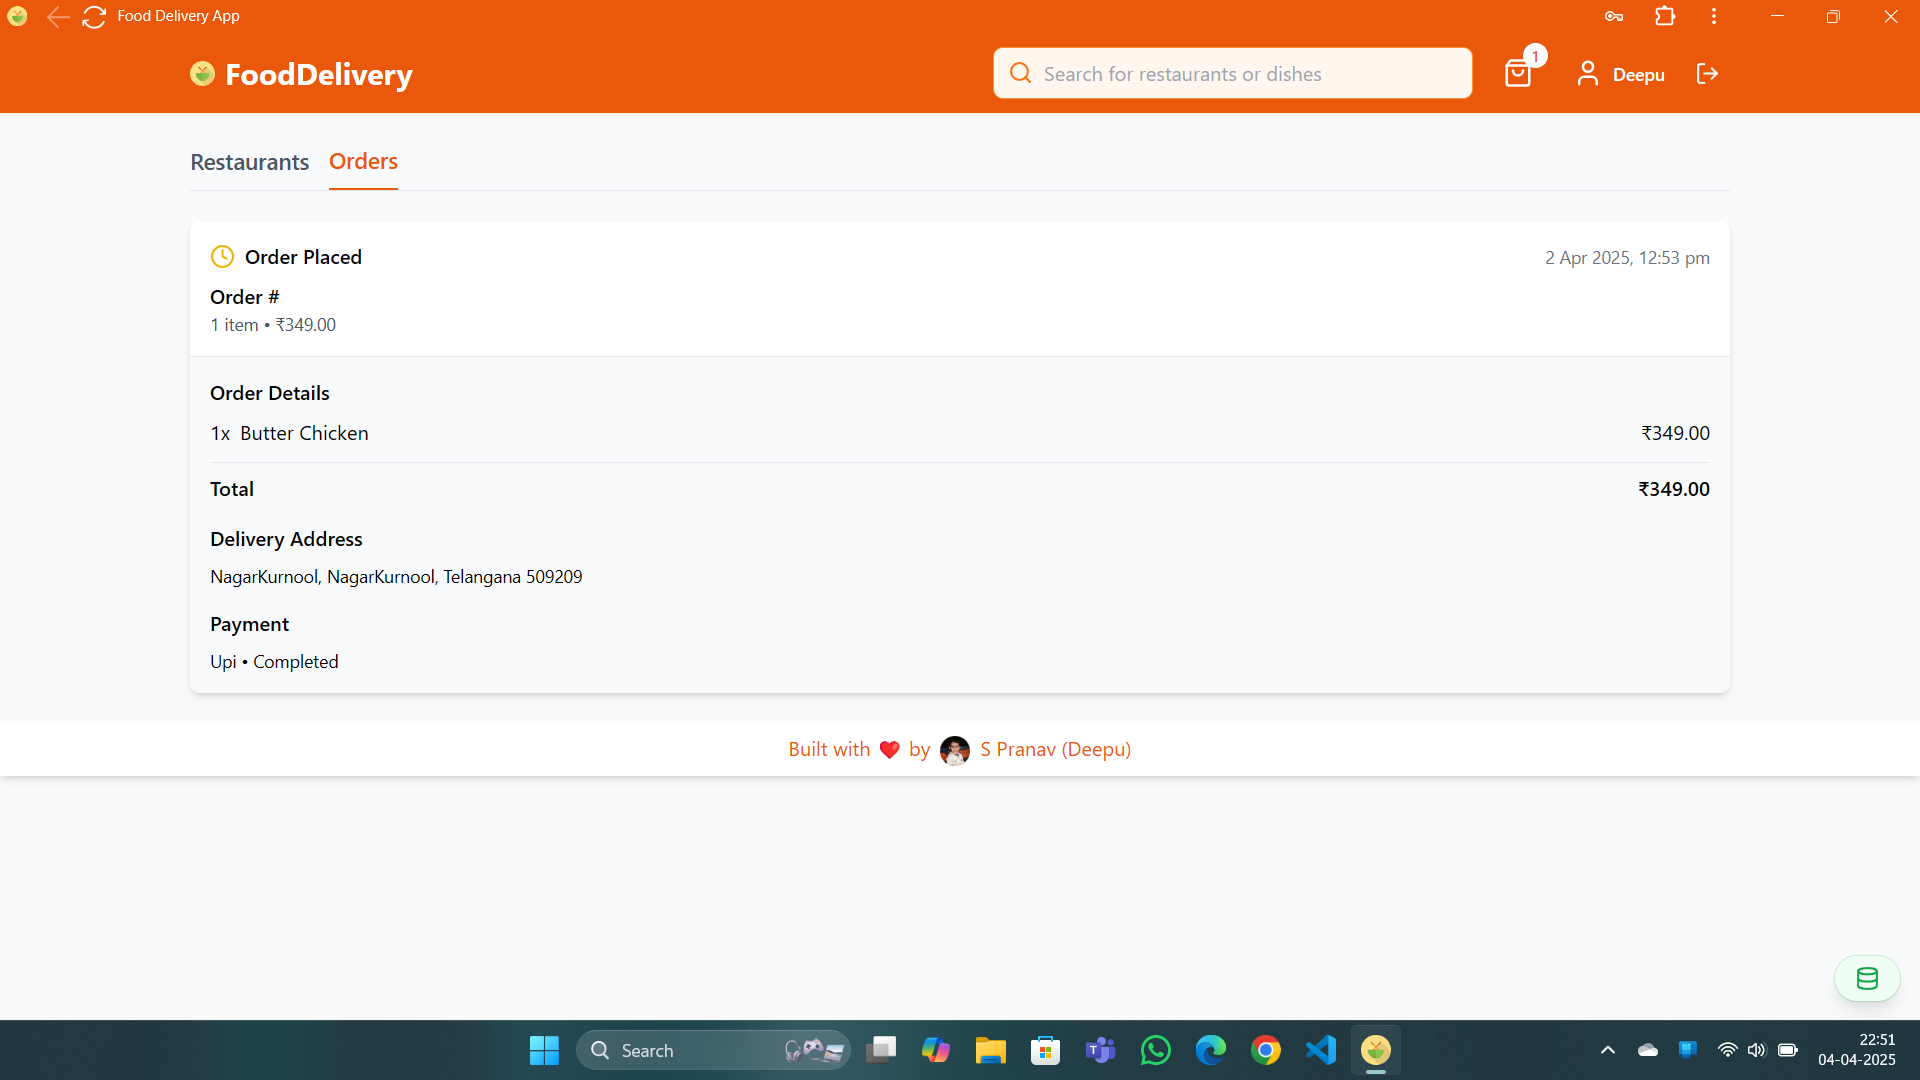 Food Delivery App
FoodDelivery
Search for restaurants or dishes
1
Deepu
Restaurants
Orders
Order Placed
2 Apr 2025, 12:53 pm
Order #
1 item • ₹349.00
Order Details
1x Butter Chicken
₹349.00
Total
₹349.00
Delivery Address
NagarKurnool, NagarKurnool, Telangana 509209
Payment
Upi • Completed
Built with ❤️ by S Pranav (Deepu)
Search
22:51
04-04-2025